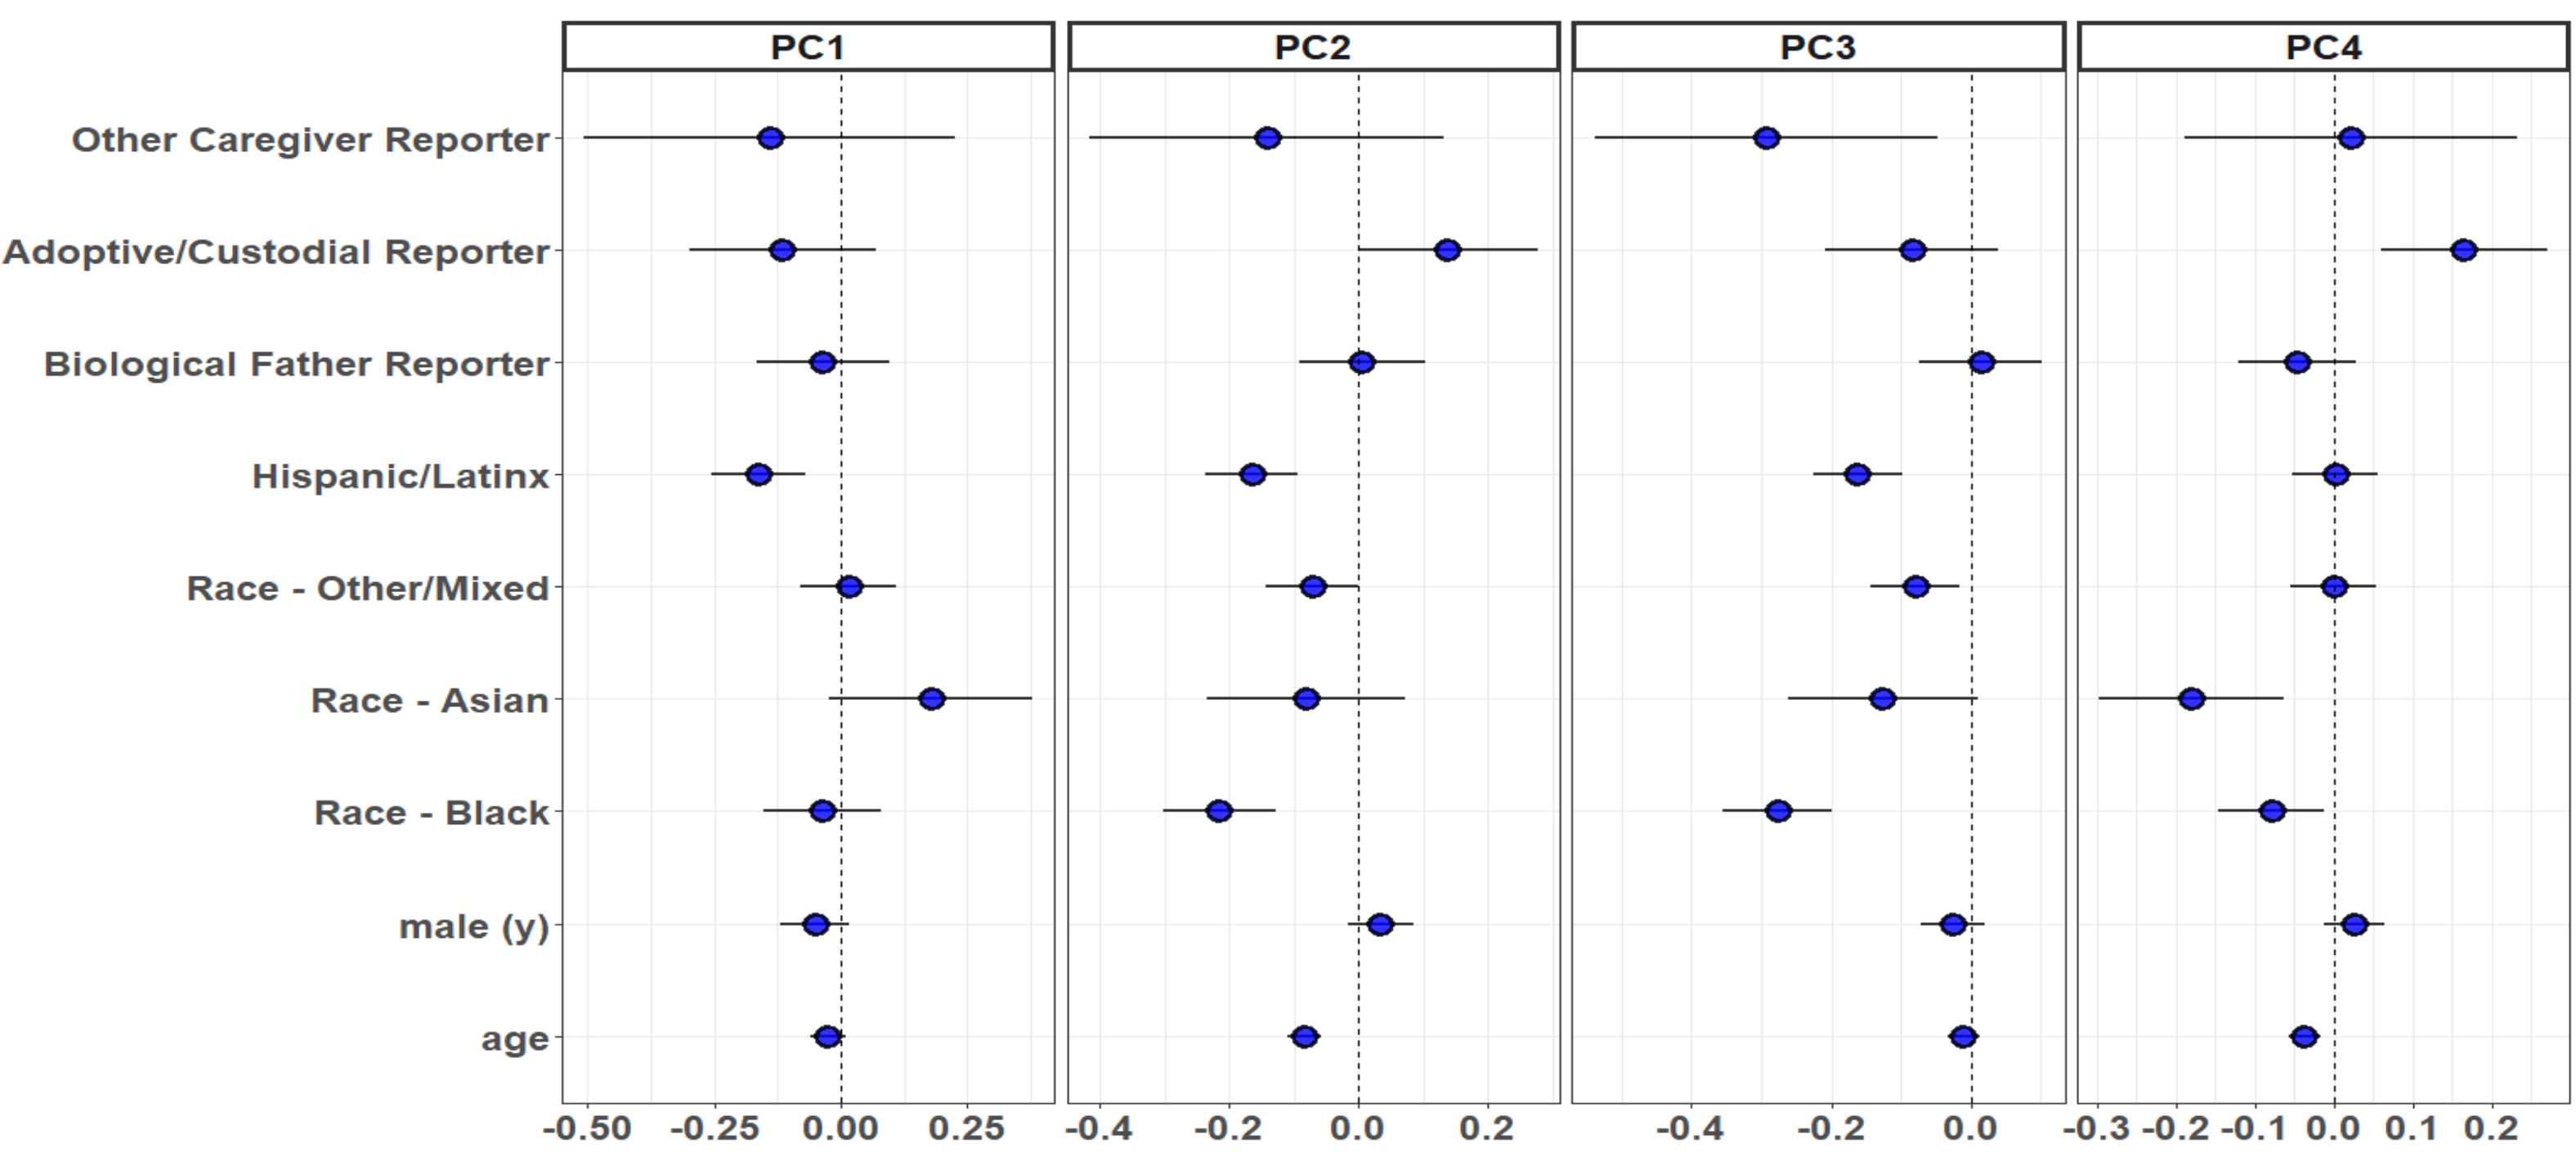 PC1 PC2 PC3 PC4
Other Caregiver Reporter
Adoptive/Custodial Reporter
Biological Father Reporter
Hispanic/Latinx
Race - Other/Mixed
Race - Asian
Race - Black
male (y)
age
-0.50 -0.25 0.00 0.25 -0.4 -0.2 0.0 0.2 -0.4 -0.2 0.0 -0.3 -0.2 -0.1 0.0 0.1 0.2